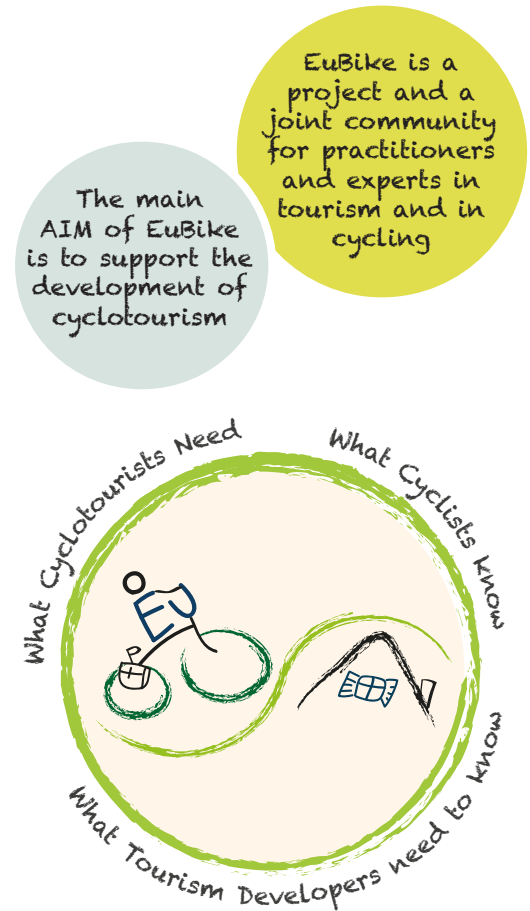 EuBike is a
project and a
joint community
for practitioners
and experts in
tourism and in
cycling
The main
AIM of EuBike
is to support the
development of
cyclotourism
What Cyclotourists Need
What Cyclists know
EU
What Tourism Developers need to know